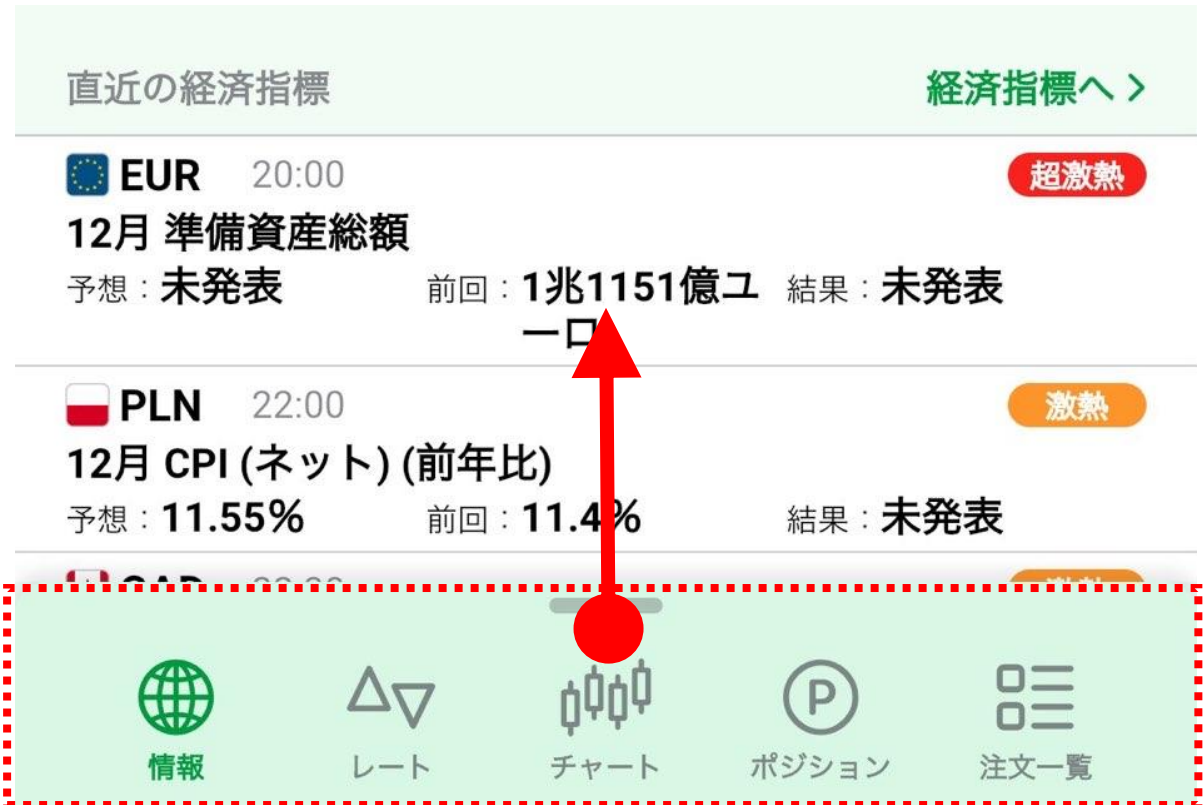 直近の経済指標 経済指標へ >
EUR 20:00 超激熱
12月 準備資産総額
予想：未発表 前回：1兆1151億ユ 結果：未発表
ーロ
PLN 22:00 激熱
12月 CPI (ネット) (前年比)
予想：11.55% 前回：11.4% 結果：未発表
P
情報 レート チャート ポジション 注文一覧